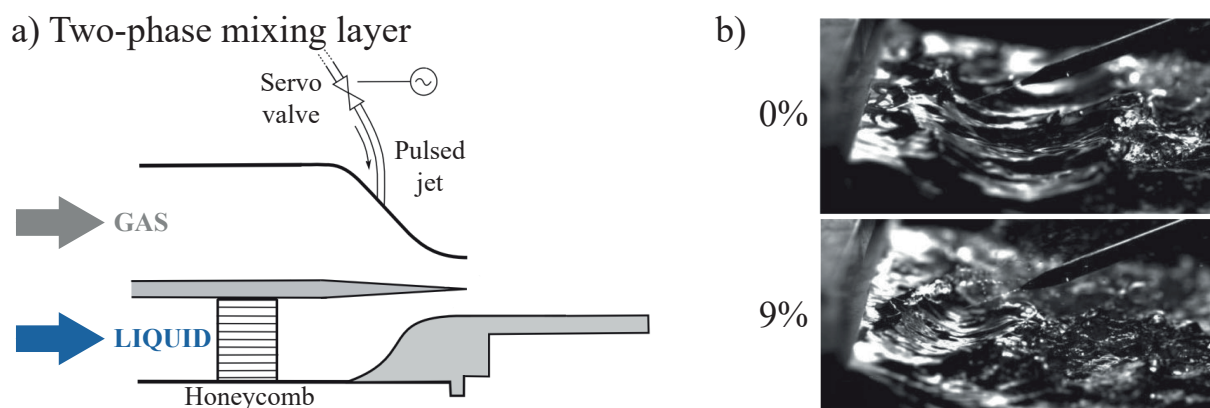 a) Two-phase mixing layer
Servo
valve
Pulsed
jet
GAS
LIQUID
Honeycomb
b)
0%
9%